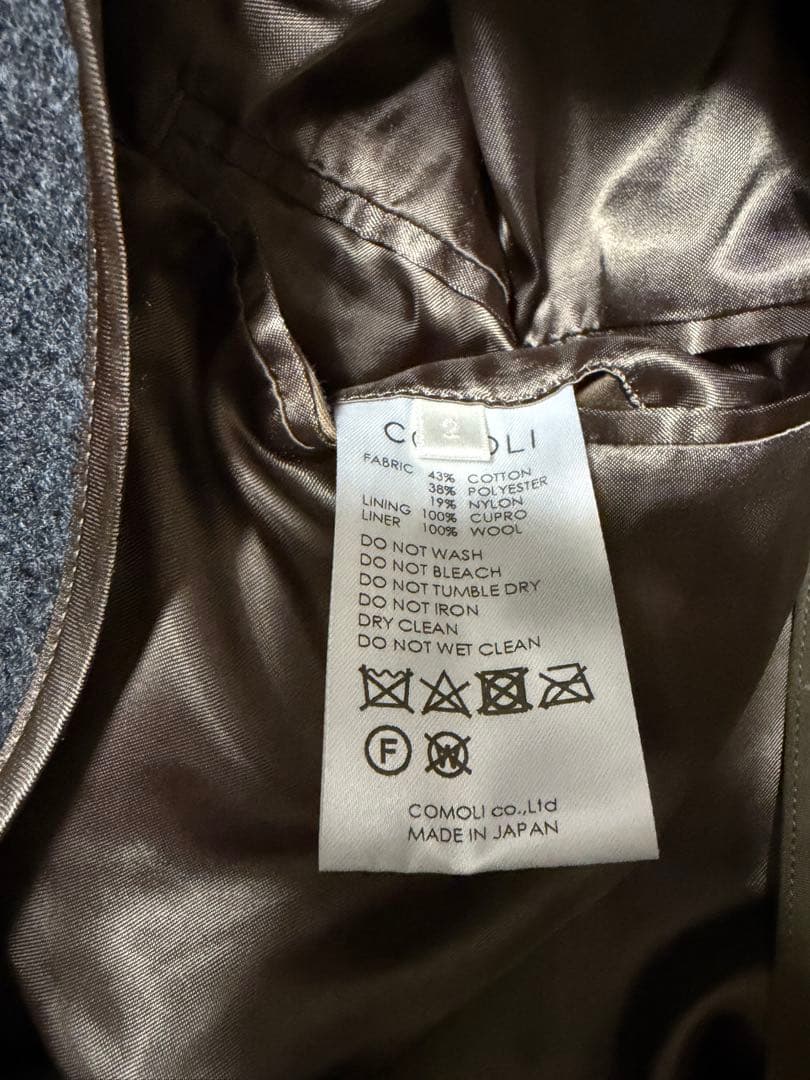 2
FABRIC 43% COTTON
38% POLYESTER
19% NYLON
LINING 100% CUPRO
LINER 100% WOOL
DO NOT WASH
DO NOT BLEACH
DO NOT TUMBLE DRY
DO NOT IRON
DRY CLEAN
DO NOT WET CLEAN
F W
COMOLI co.,Ltd
MADE IN JAPAN